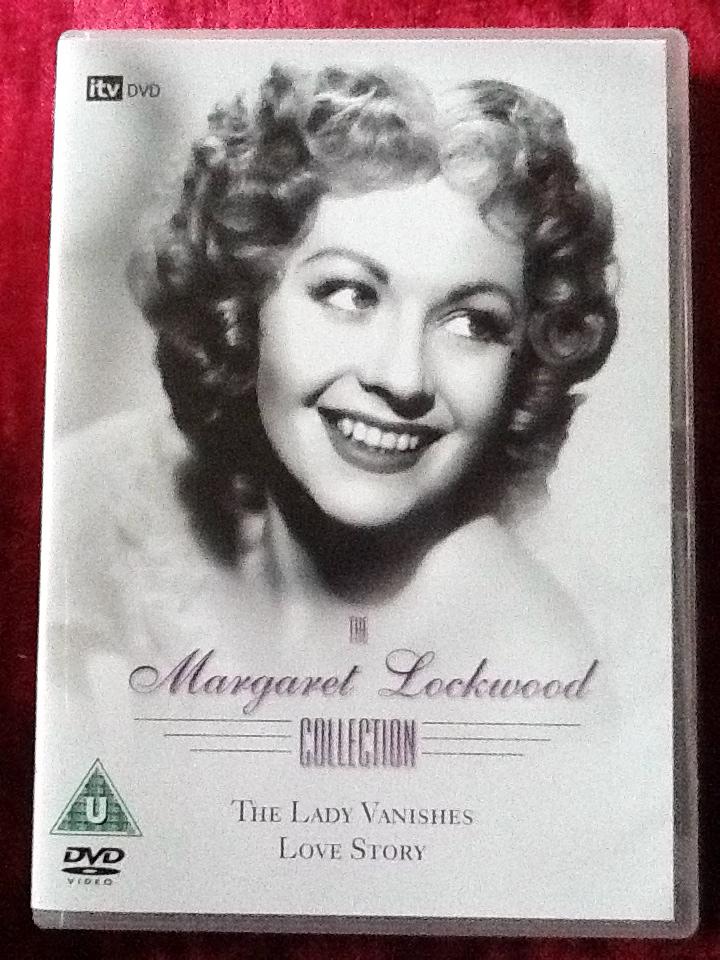 itv DVD
THE
Margaret Lockwood
COLLECTION
THE LADY VANISHES
LOVE STORY
U
DVD
VIDEO